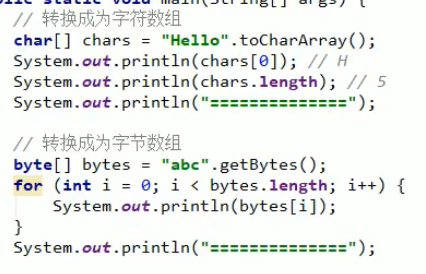 public static void main(String[] args) {
// 转换成为字符数组
char[] chars = "Hello".toCharArray();
System.out.println(chars[0]); // H
System.out.println(chars.length); // 5
System.out.println("==============");
// 转换成为字节数组
byte[] bytes = "abc".getBytes();
for (int i = 0; i < bytes.length; i++) {
System.out.println(bytes[i]);
}
System.out.println("==============");